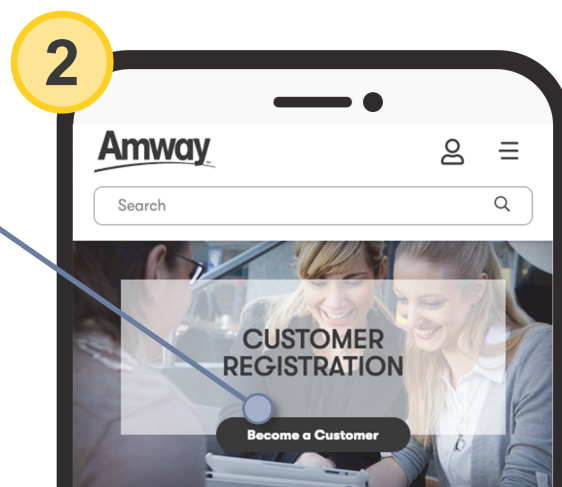 2
Amway
Search
CUSTOMER
REGISTRATION
Become a Customer